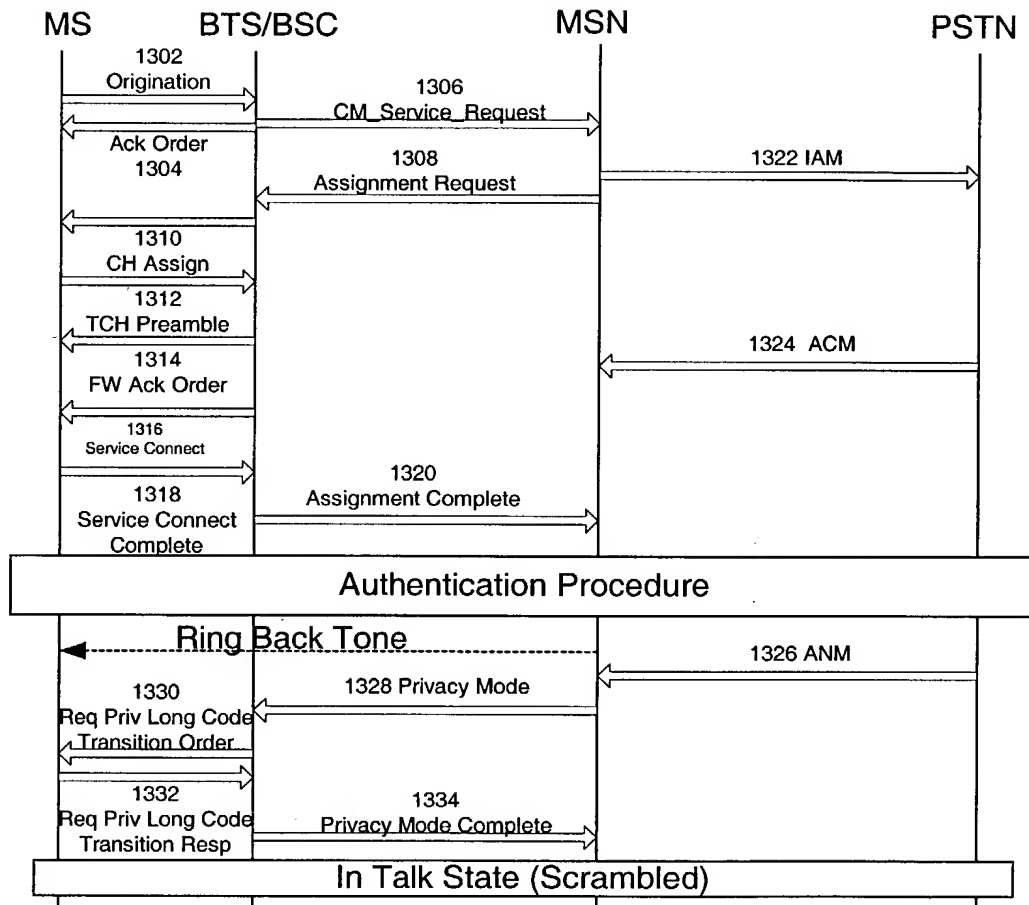 MS BTS/BSC MSN PSTN
1302
Origination
1306
CM_Service_Request
Ack Order
1304
1308
Assignment Request
1322 IAM
1310
CH Assign
1312
TCH Preamble
1314
FW Ack Order
1324 ACM
1316
Service Connect
1318
Service Connect
Complete
1320
Assignment Complete
Authentication Procedure
Ring Back Tone
1326 ANM
1328 Privacy Mode
1330
Req Priv Long Code
Transition Order
1332
Req Priv Long Code
Transition Resp
1334
Privacy Mode Complete
In Talk State (Scrambled)